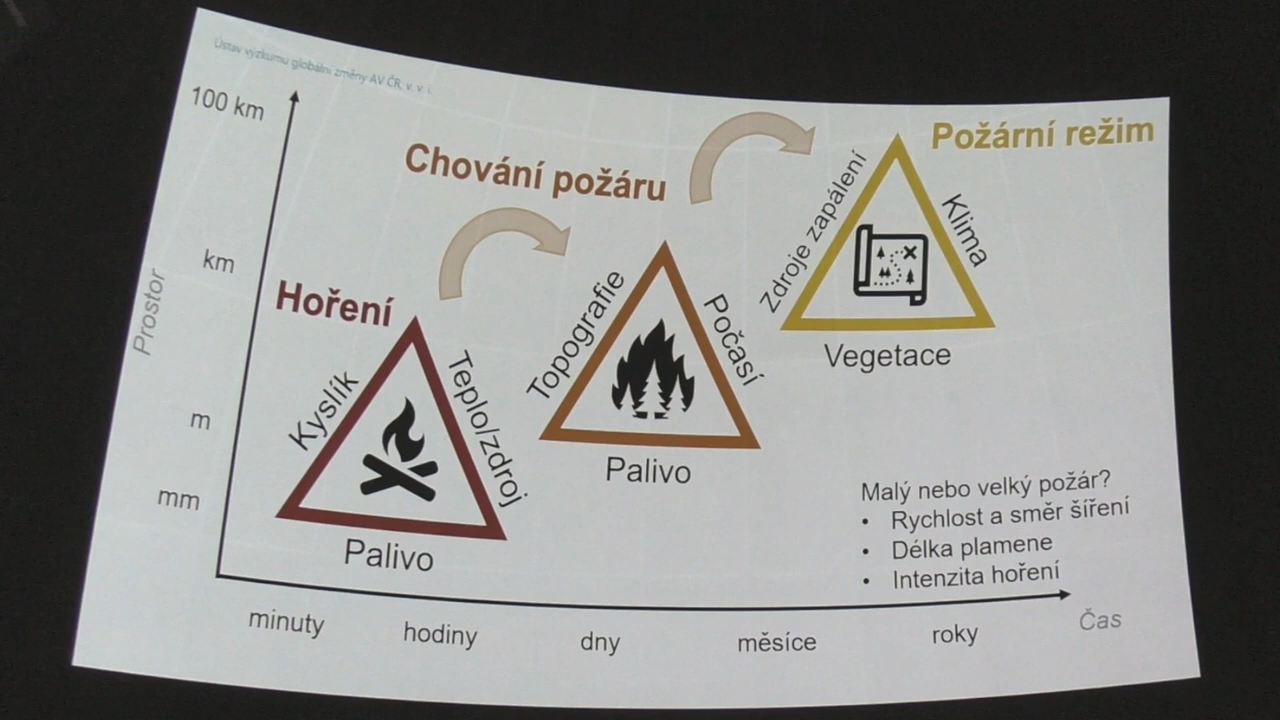 Ústav výzkumu globální změny AV ČR, v. v. i.
100 km
km
m
mm
Prostor
Hoření
Kyslík
Teplo/zdroj
Palivo
Chování požáru
Topografie
Počasí
Palivo
Požární režim
Zdroje zapálení
Klima
Vegetace
Malý nebo velký požár?
• Rychlost a směr šíření
• Délka plamene
• Intenzita hoření
minuty
hodiny
dny
měsíce
roky
Čas